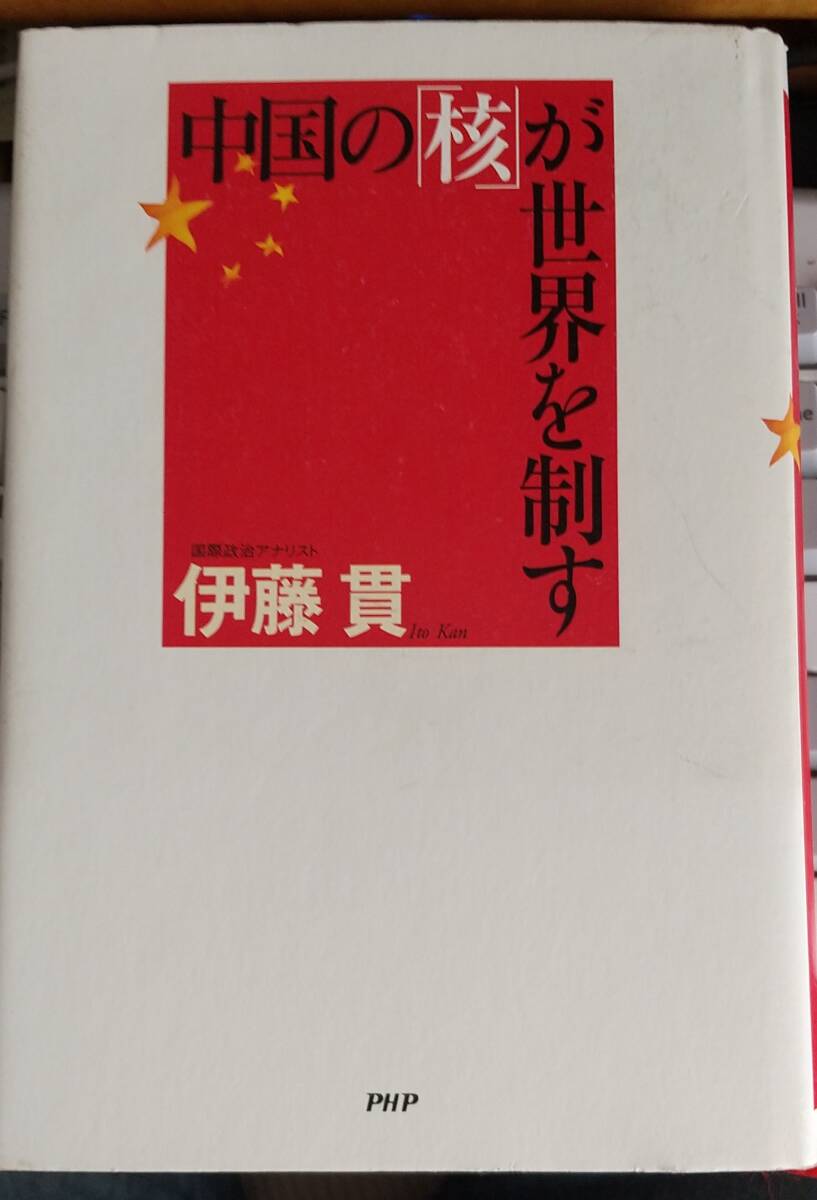 中国の「核」が
世界を制す
国際政治アナリスト
伊藤 貫
Ito Kan
PHP